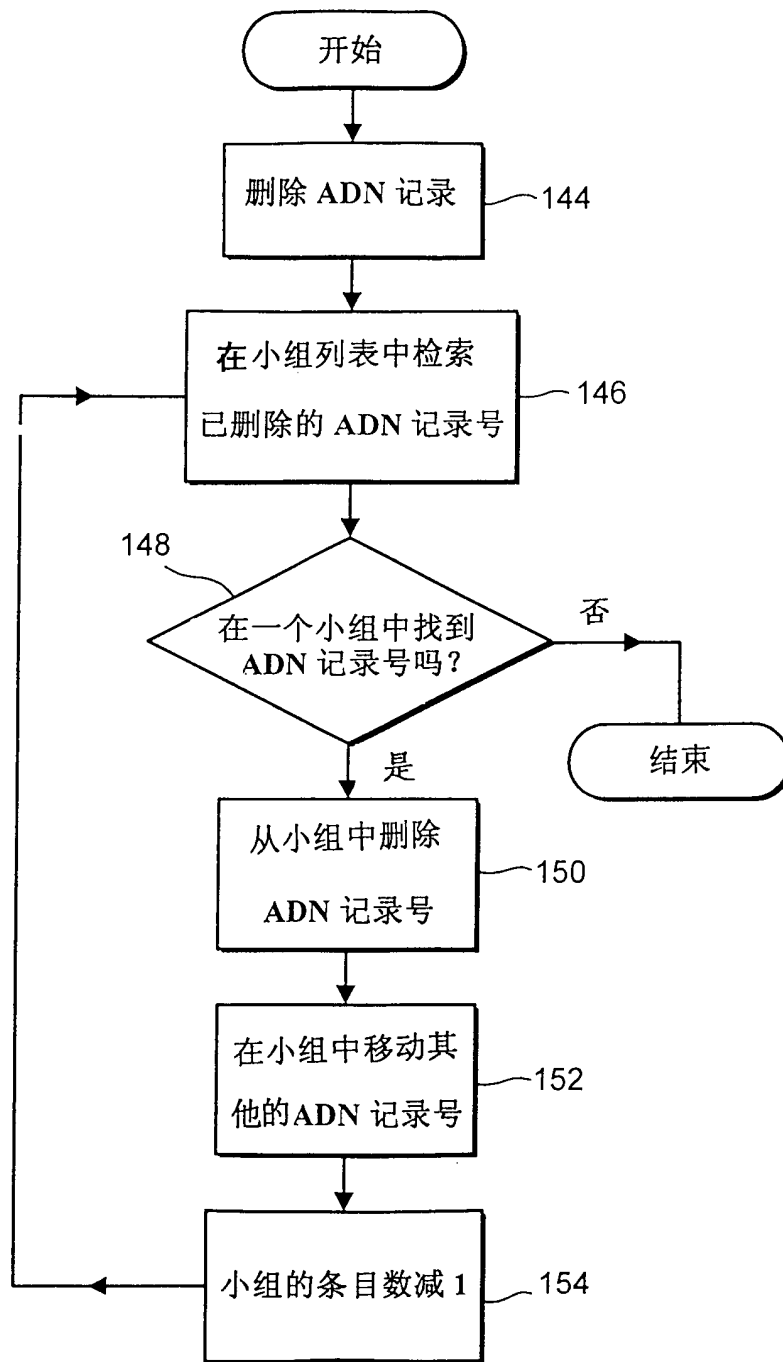 开始
删除 ADN 记录
144
在小组列表中检索
已删除的 ADN 记录号
146
148
在一个小组中找到
ADN 记录号吗？
否
结束
是
从小组中删除
ADN 记录号
150
在小组中移动其
他的ADN 记录号
152
小组的条目数减 1
154